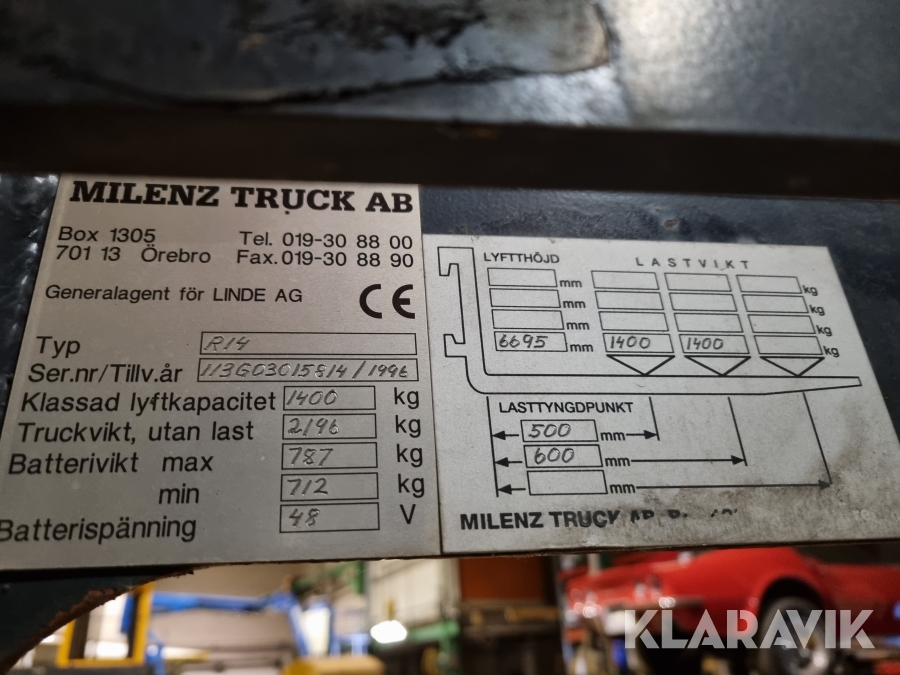 MILENZ TRUCK AB
Box 1305 Tel. 019-30 88 00
701 13 Örebro Fax. 019-30 88 90
Generalagent för LINDE AG CE
Typ R14
Ser.nr/Tillv.år 113G03015814/1996
Klassad lyftkapacitet 1400 kg
Truckvikt, utan last 2196 kg
Batterivikt max 787 kg
min 712 kg
Batterispänning 48 V
LYFTTHÖJD LASTVIKT
mm kg
mm kg
mm kg
6695 mm 1400 1400 kg
LASTTYNGDPUNKT
500 mm
600 mm
mm
MILENZ TRUCK AB
KLARAVIK
KLARAVIK